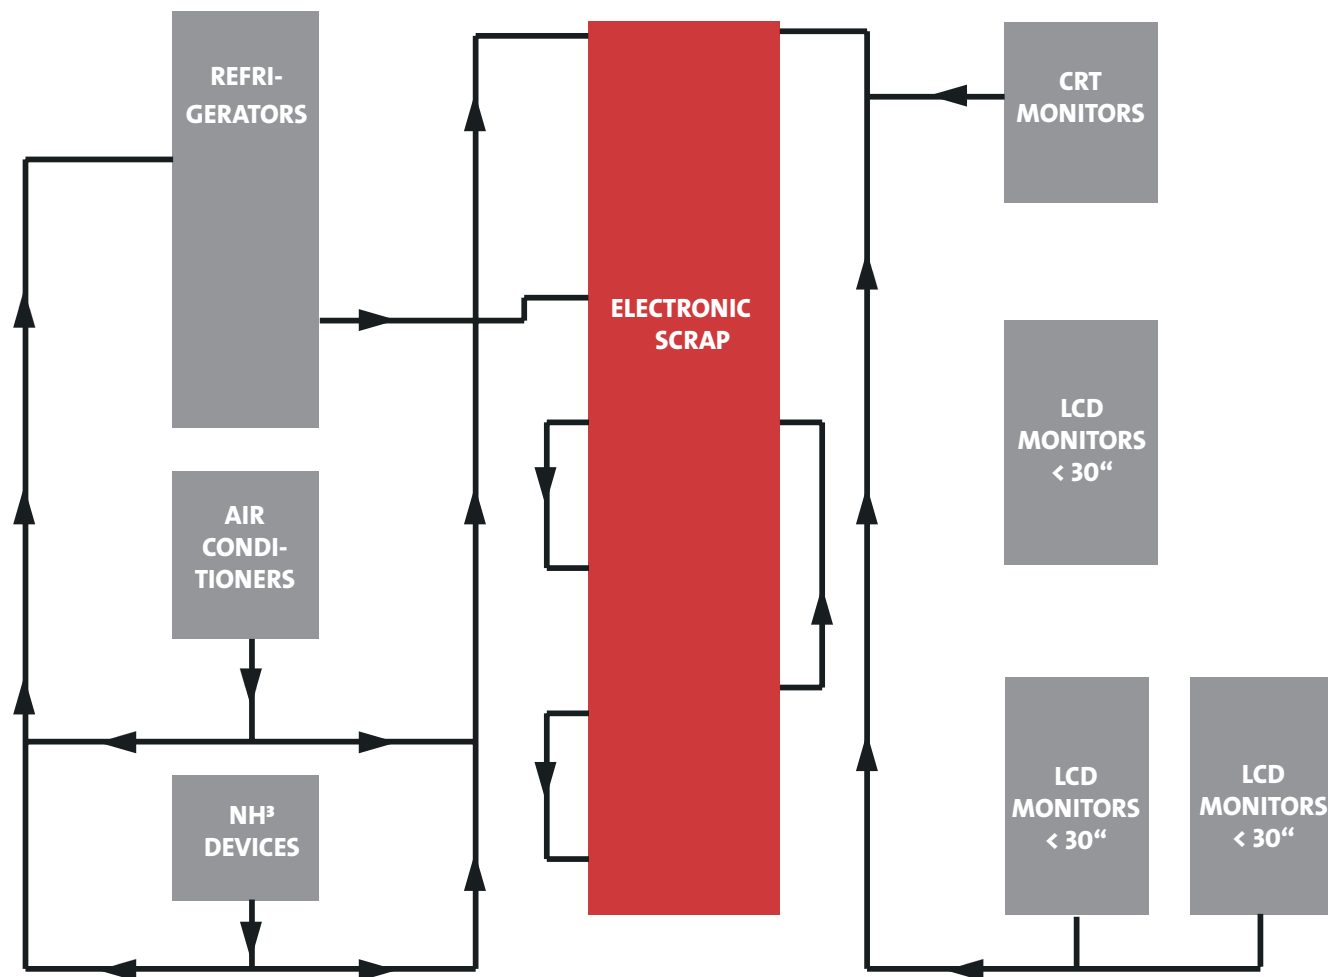 REFRI-
GERATORS
AIR
CONDI-
TIONERS
NH³
DEVICES
ELECTRONIC
SCRAP
CRT
MONITORS
LCD
MONITORS
< 30“
LCD
MONITORS
< 30“
LCD
MONITORS
< 30“